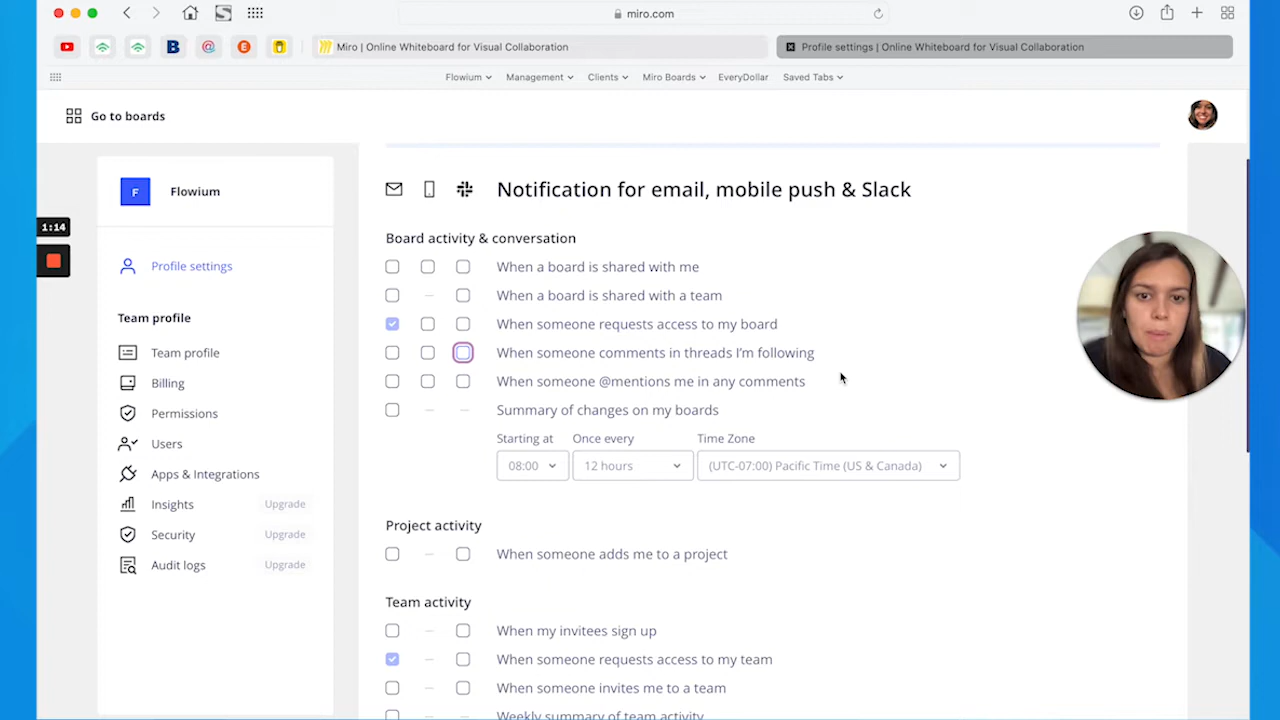 miro.com
B
@
E
Miro | Online Whiteboard for Visual Collaboration
Profile settings | Online Whiteboard for Visual Collaboration
Flowium
Management
Clients
Miro Boards
EveryDollar
Saved Tabs
Go to boards
F
Flowium
1:14
Profile settings
Team profile
Team profile
Billing
Permissions
Users
Apps & Integrations
Insights Upgrade
Security Upgrade
Audit logs Upgrade
Notification for email, mobile push & Slack
Board activity & conversation
When a board is shared with me
When a board is shared with a team
When someone requests access to my board
When someone comments in threads I'm following
When someone @mentions me in any comments
Summary of changes on my boards
Starting at Once every Time Zone
08:00 12 hours (UTC-07:00) Pacific Time (US & Canada)
Project activity
When someone adds me to a project
Team activity
When my invitees sign up
When someone requests access to my team
When someone invites me to a team
Weekly summary of team activity